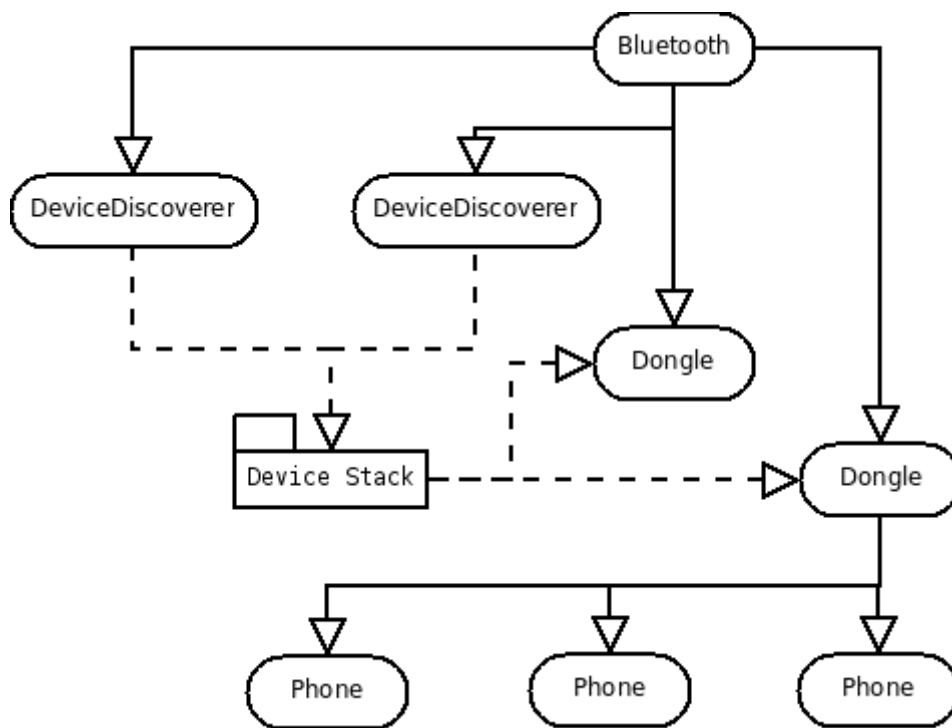 Bluetooth
DeviceDiscoverer
DeviceDiscoverer
Dongle
Device Stack
Dongle
Phone
Phone
Phone